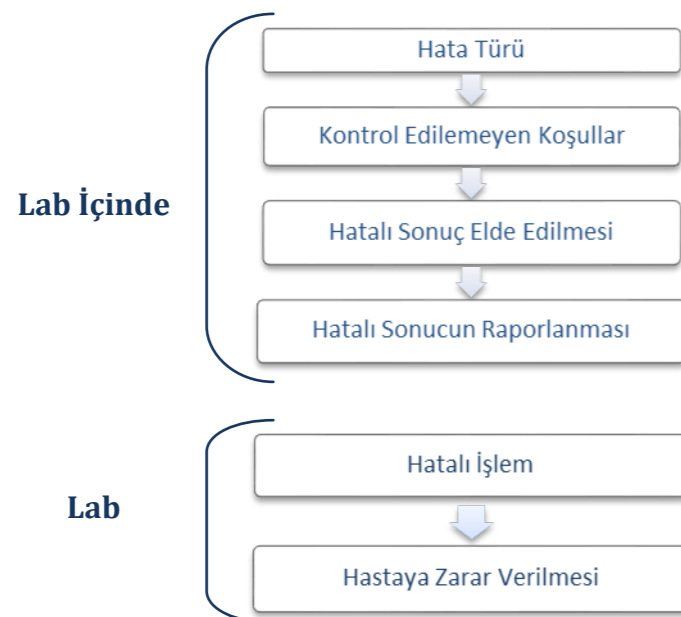 Hata Türü
Kontrol Edilemeyen Koşullar
Lab İçinde
Hatalı Sonuç Elde Edilmesi
Hatalı Sonucun Raporlanması
Hatalı İşlem
Lab
Hastaya Zarar Verilmesi